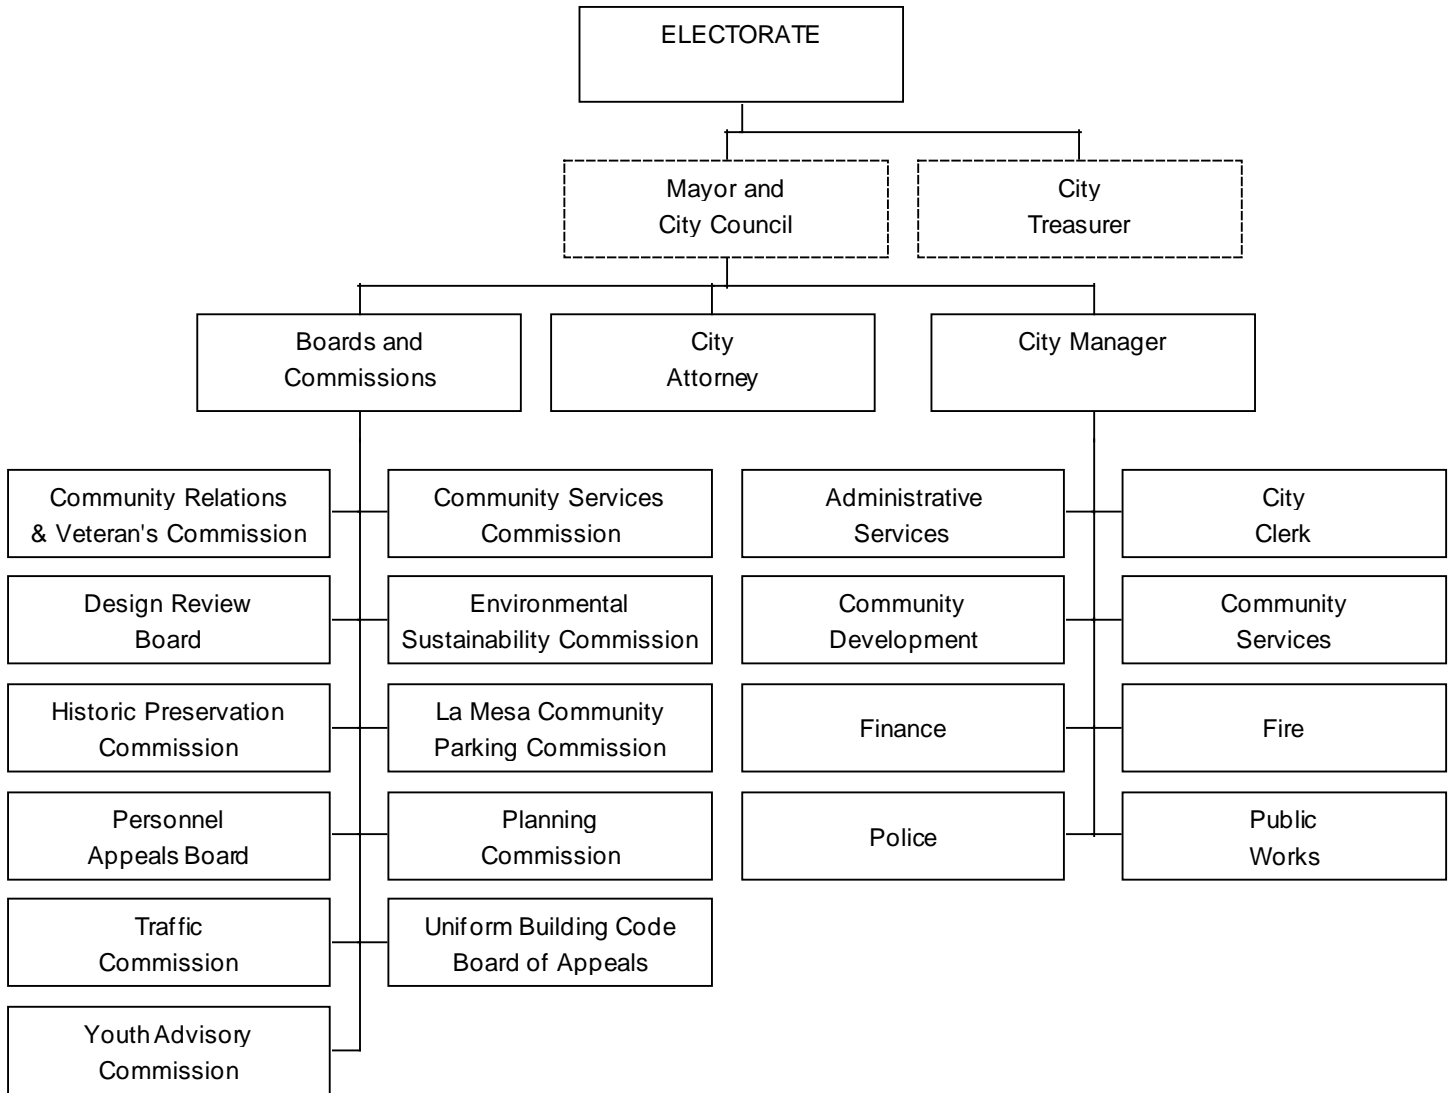 ELECTORATE
Mayor and
City Council
City
Treasurer
Boards and
Commissions
City
Attorney
City Manager
Community Relations
& Veteran's Commission
Community Services
Commission
Administrative
Services
City
Clerk
Design Review
Board
Environmental
Sustainability Commission
Community
Development
Community
Services
Historic Preservation
Commission
La Mesa Community
Parking Commission
Finance
Fire
Personnel
Appeals Board
Planning
Commission
Police
Public
Works
Traffic
Commission
Uniform Building Code
Board of Appeals
Youth Advisory
Commission